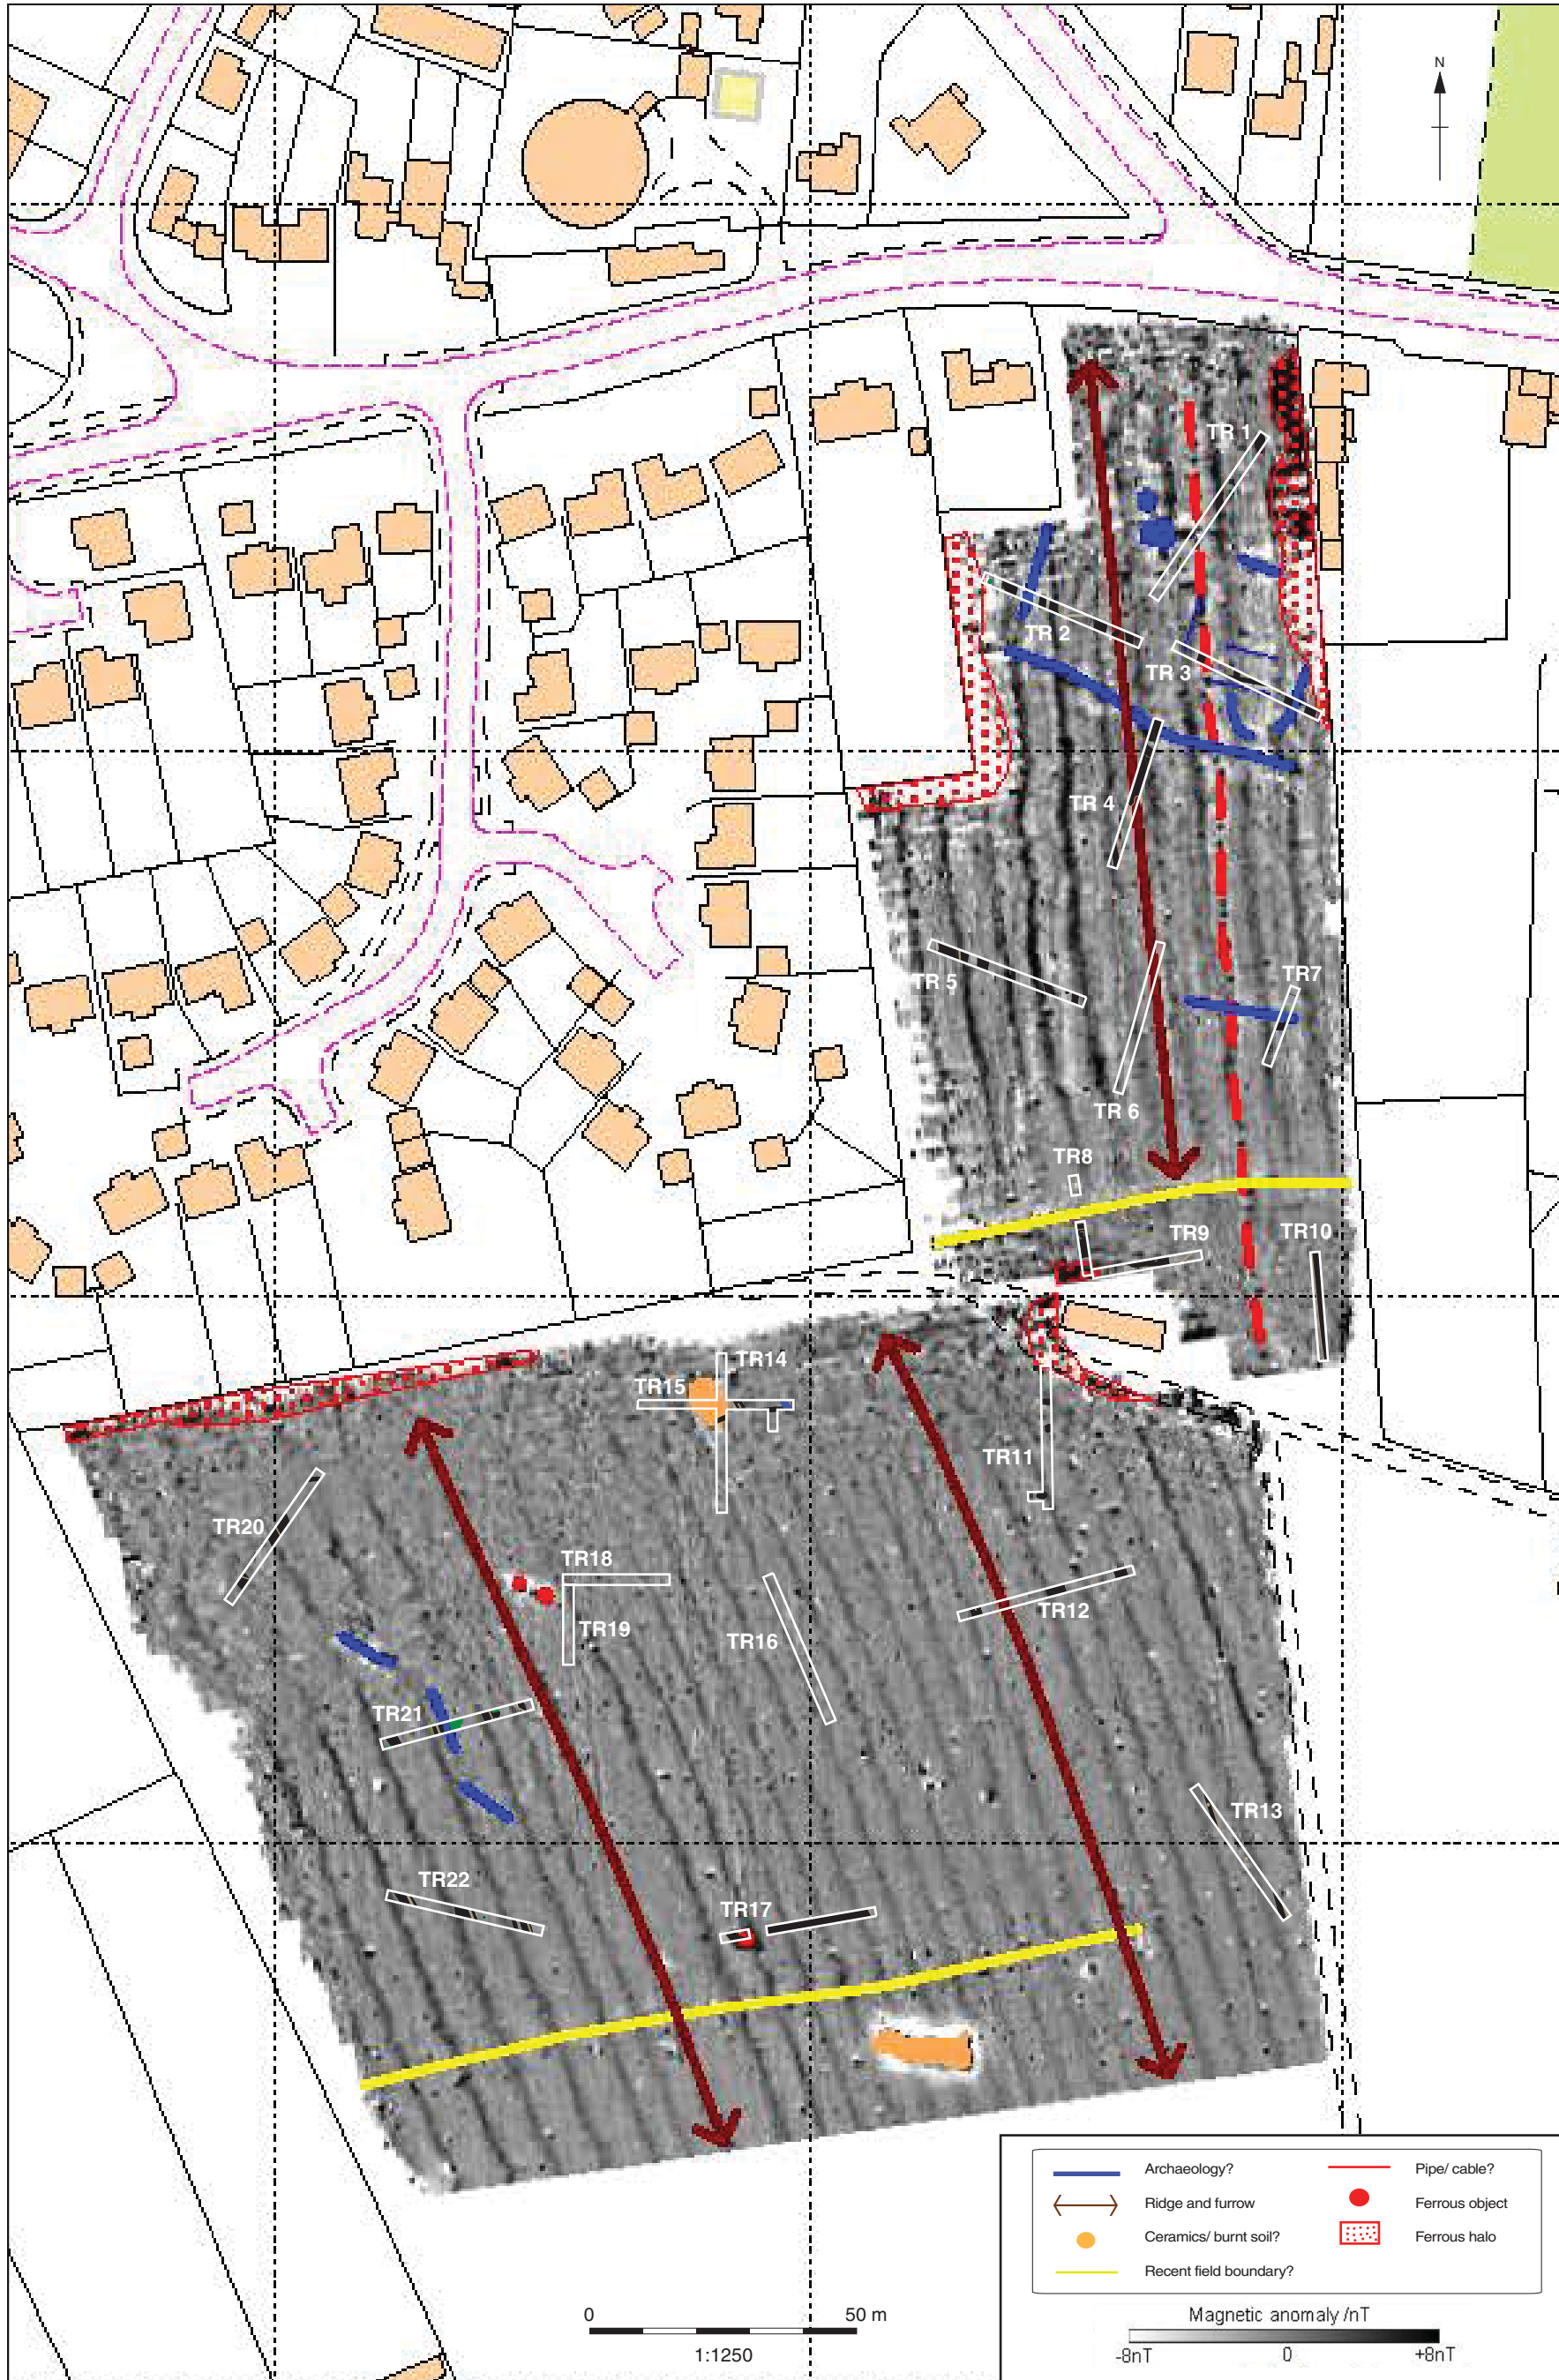 N
TR 1
TR 2
TR 3
TR 4
TR 5
TR7
TR 6
TR8
TR9
TR10
TR14
TR15
TR11
TR20
TR18
TR12
TR19
TR16
TR21
TR13
TR22
TR17
Archaeology?
Pipe/ cable?
Ridge and furrow
Ferrous object
Ceramics/ burnt soil?
Ferrous halo
Recent field boundary?
0 50 m
1:1250
Magnetic anomaly /nT
-8nT 0 +8nT